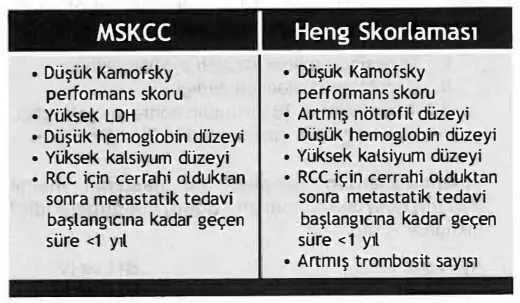 MSKCC
• Düşük Kamofsky
performans skoru
• Yüksek LDH
• Düşük hemoglobin düzeyi
• Yüksek kalsiyum düzeyi
• RCC için cerrahi olduktan
sonra metastatik tedavi
başlangıcına kadar geçen
süre <1 yıl
Heng Skorlaması
• Düşük Kamofsky
perforns skoru
• Artmış nötrofil düzeyi
• Düşük hemoglobin düzeyi
• Yüksek kalsiyum düzeyi
• RCC için cerrahi olduktan
sonra metastatik tedavi
başlangıcına kadar geçen
süre <1 yıl
• Artmış trombosit sayısı